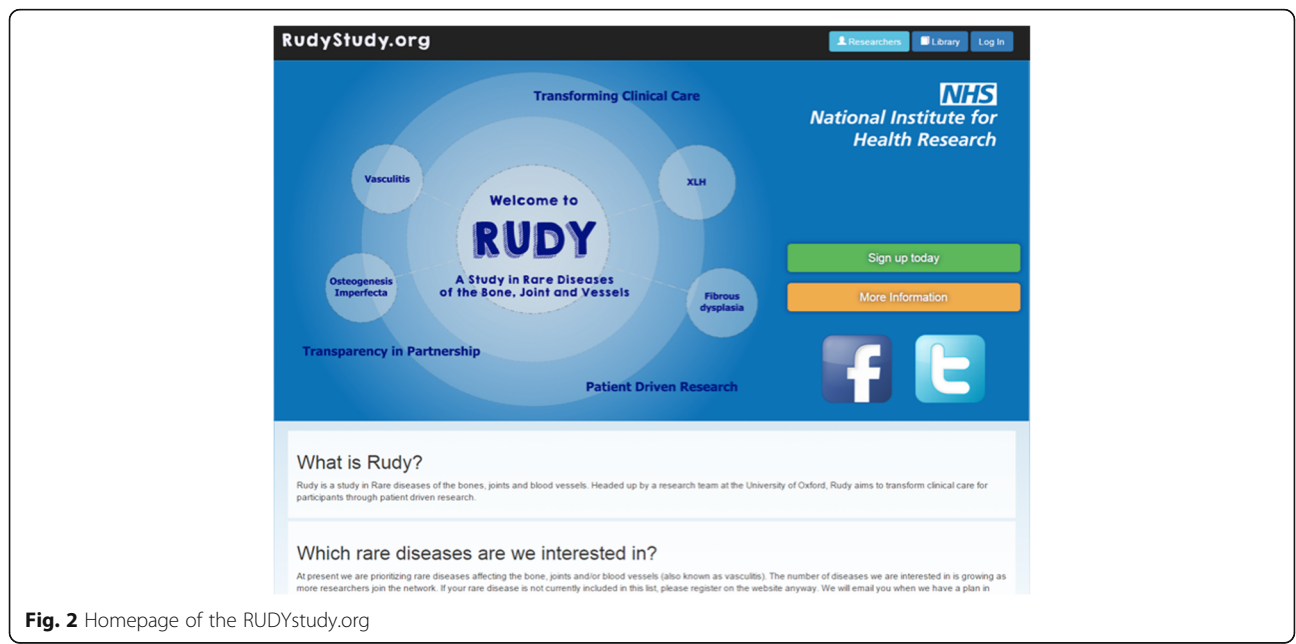 RudyStudy.org
Researchers
Library
Log In
Transforming Clinical Care
NHS
National Institute for
Health Research
Vasculitis
XLH
Welcome to
RUDY
A Study in Rare Diseases
of the Bone, Joint and Vessels
Osteogenesis
Imperfecta
Fibrous
dysplasia
Sign up today
More Information
Transparency in Partnership
Patient Driven Research
What is Rudy?
Rudy is a study in Rare diseases of the bones, joints and blood vessels. Headed up by a research team at the University of Oxford, Rudy aims to transform clinical care for
participants through patient driven research.
Which rare diseases are we interested in?
At present we are prioritizing rare diseases affecting the bone, joints and/or blood vessels (also known as vasculitis). The number of diseases we are interested in is growing as
more researchers join the network. If your rare disease is not currently included in this list, please register on the website anyway. We will email you when we have a plan in
Fig. 2 Homepage of the RUDYstudy.org